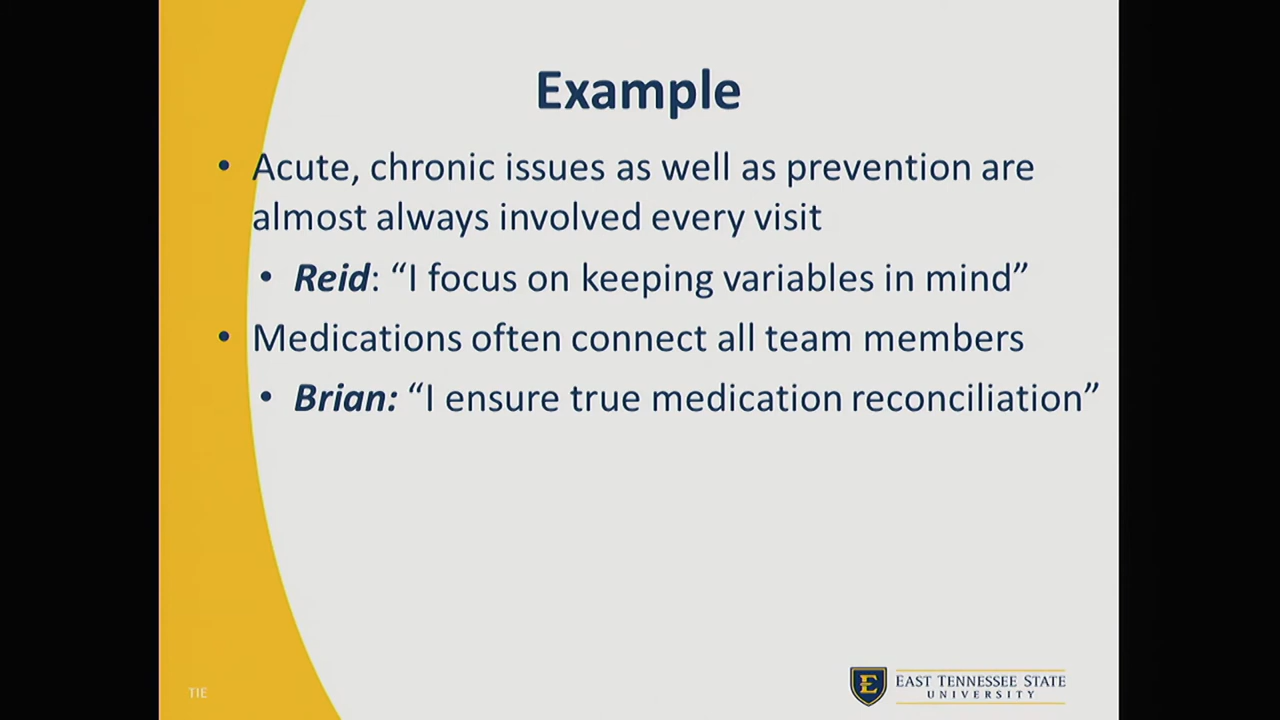 Example
• Acute, chronic issues as well as prevention are
almost always involved every visit
• Reid: “I focus on keeping variables in mind”
• Medications often connect all team members
• Brian: “I ensure true medication reconciliation”
TIE
E
EAST TENNESSEE STATE
UNIVERSITY